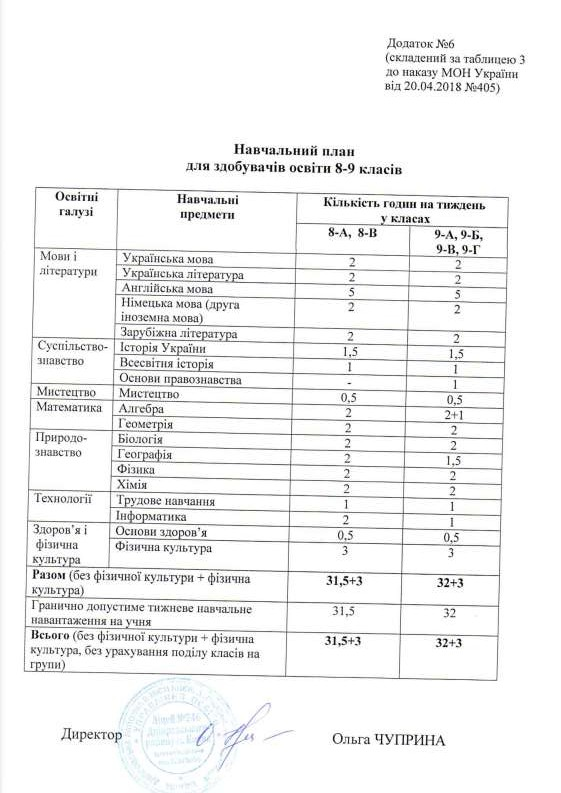 Додаток №6
(складений за таблицею 3
до наказу МОН України
від 20.04.2018 №405)
Навчальний план
для здобувачів освіти 8-9 класів
Освітні галузі | Навчальні предмети | Кількість годин на тиждень у класах
8-А, 8-В | 9-А, 9-Б, 9-В, 9-Г
Мови і літератури | Українська мова | 2 | 2
Українська література | 2 | 2
Англійська мова | 5 | 5
Німецька мова (друга іноземна мова) | 2 | 2
Зарубіжна література | 2 | 2
Суспільство-знавство | Історія України | 1,5 | 1,5
Всесвітня історія | 1 | 1
Основи правознавства | - | 1
Мистецтво | Мистецтво | 0,5 | 0,5
Математика | Алгебра | 2 | 2+1
Геометрія | 2 | 2
Природо-знавство | Біологія | 2 | 2
Географія | 2 | 1,5
Фізика | 2 | 2
Хімія | 2 | 2
Технології | Трудове навчання | 1 | 1
Інформатика | 2 | 1
Здоров’я і фізична культура | Основи здоров’я | 0,5 | 0,5
Фізична культура | 3 | 3
Разом (без фізичної культури + фізична культура) | 31,5+3 | 32+3
Гранично допустиме тижневе навчальне навантаження на учня | 31,5 | 32
Всього (без фізичної культури + фізична культура, без урахування поділу класів на групи) | 31,5+3 | 32+3
Директор
Ольга ЧУПРИНА